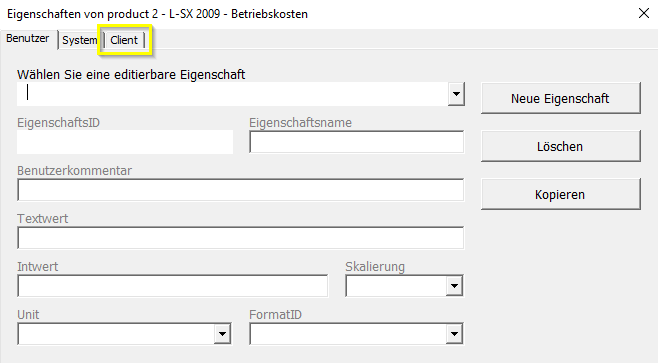 Eigenschaften von product 2 - L-SX 2009 - Betriebskosten
Benutzer System Client
Wählen Sie eine editierbare Eigenschaft
Neue Eigenschaft
EigenschaftsID Eigenschaftsname
Löschen
Benutzerkommentar
Kopieren
Textwert
Intwert Skalierung
Unit FormatID